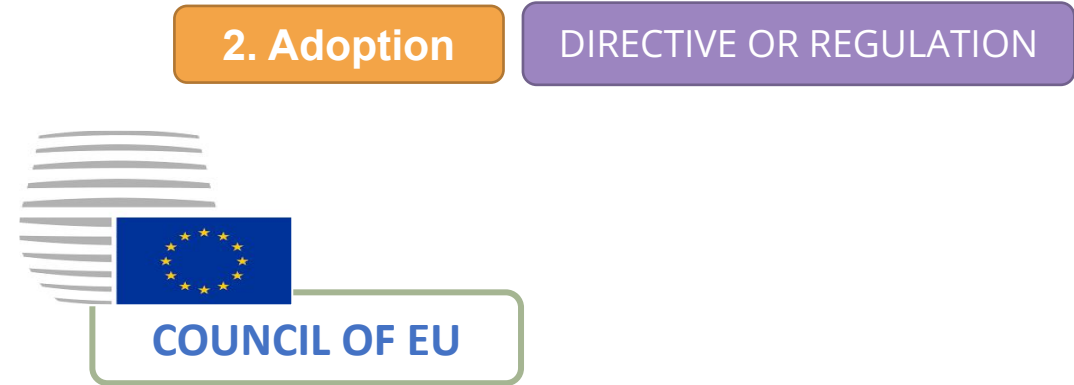 2. Adoption
DIRECTIVE OR REGULATION
COUNCIL OF EU